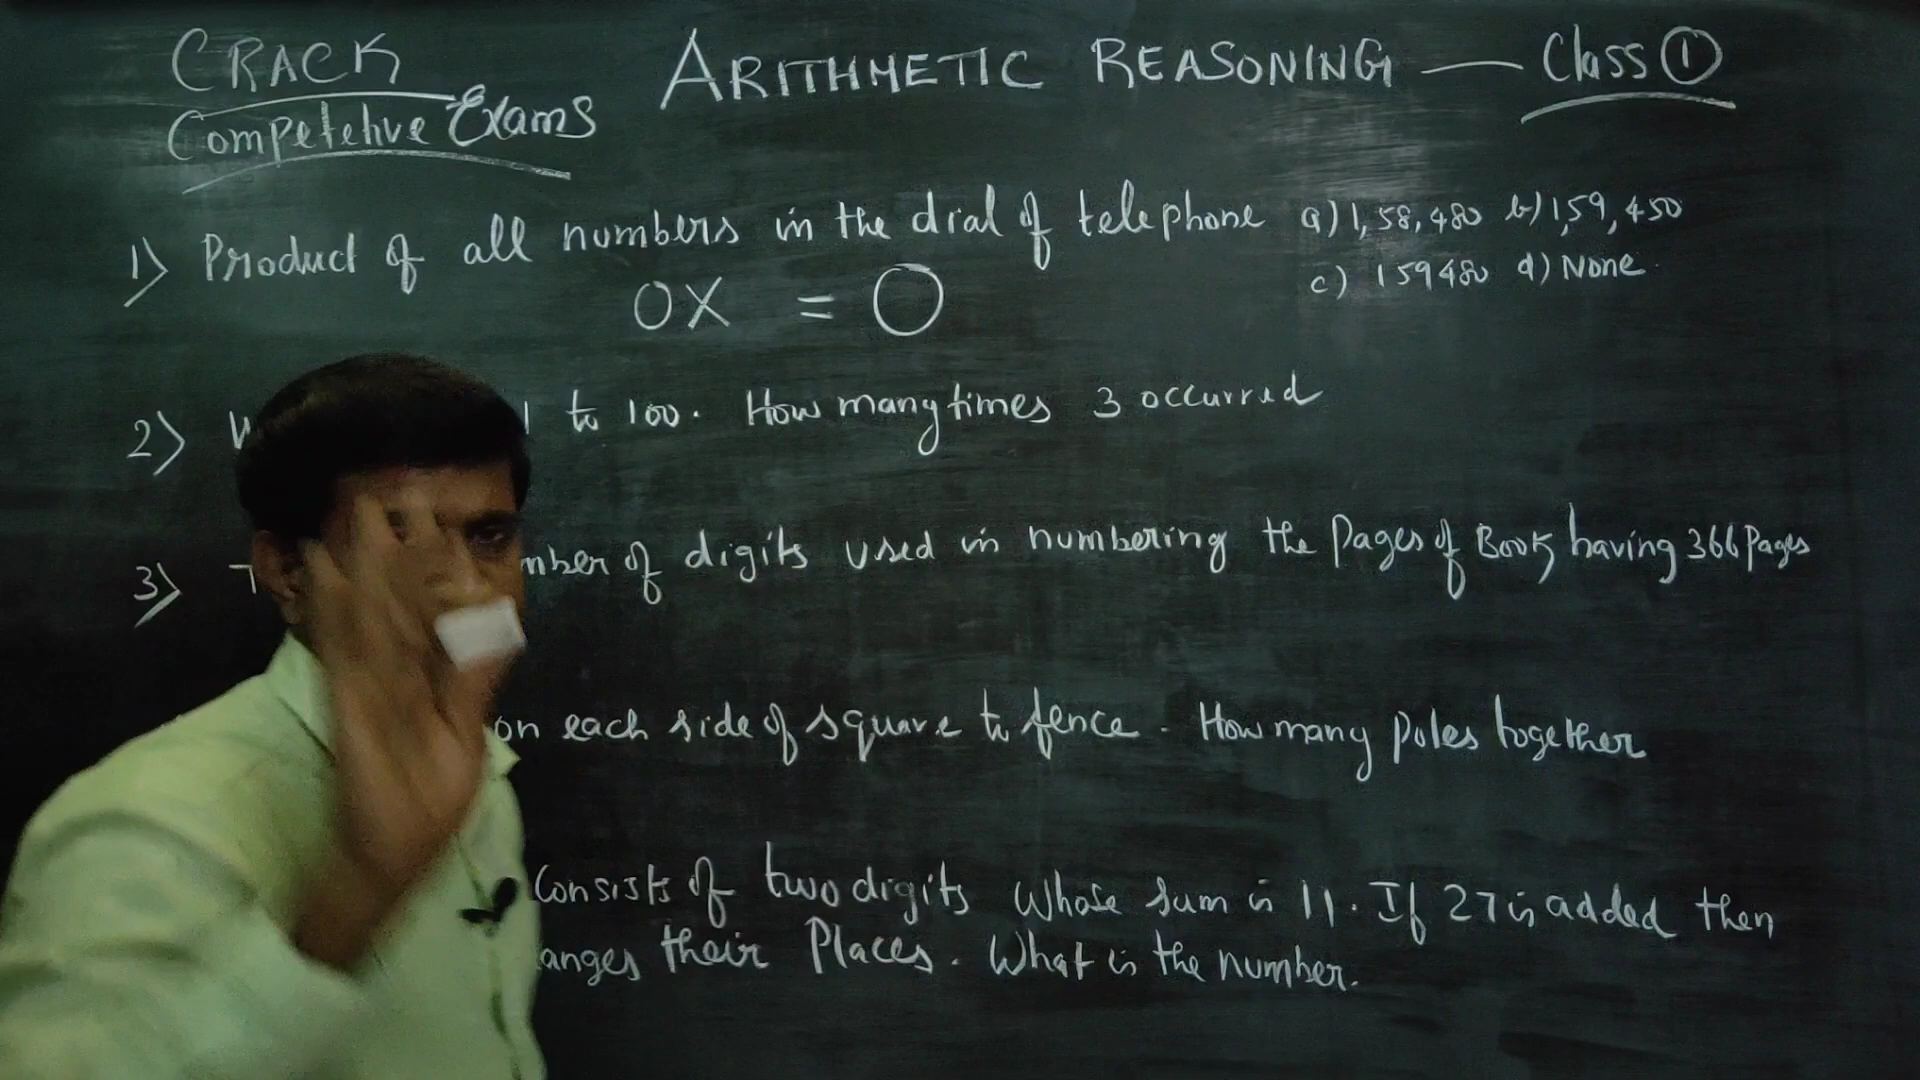 CRACK
Competetive Exams
ARITHMETIC REASONING — Class ①
1) Product of all numbers in the dial of telephone a) 1,58,480 b) 1,59,450
c) 159480 d) None
0X = 0
2) to 100. How many times 3 occurred
3) of digits used in numbering the Pages of Book having 366 Pages
on each side of square to fence. How many poles together
Consists of two digits Whose sum is 11. If 27 is added then
their Places. What is the number.